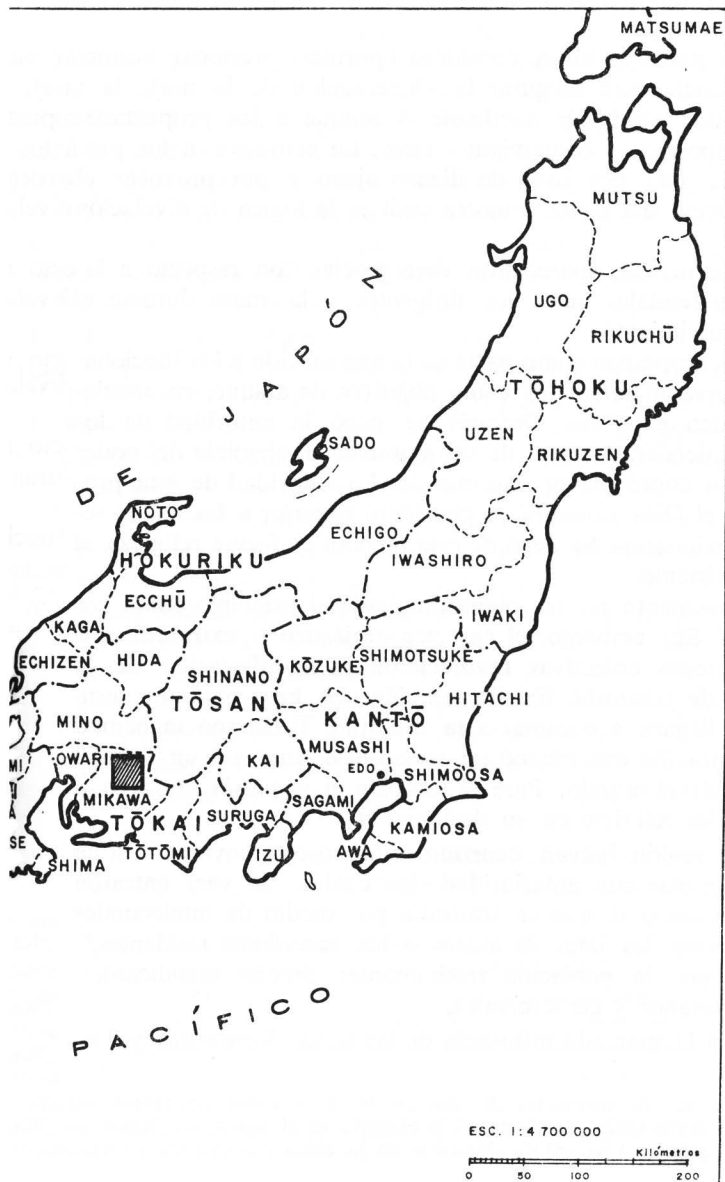 MATSUMAE
MUTSU
UGO
RIKUCHŪ
TŌHOKU
UZEN
RIKUZEN
DE JAPÓN
SADO
NOTO
ECHIGO
IWASHIRO
HOKURIKU
ECCHŪ
KAGA
IWAKI
ECHIZEN
HIDA
SHINANO
KŌZUKE
SHIMOTSUKE
TŌSAN
HITACHI
MINO
KANTŌ
OWARI
KAI
MUSASHI
EDO
SHIMOOSA
MIKAWA
SAGAMI
TŌKAI
SURUGA
KAMIOSA
SE
SHIMA
TŌTŌMI
IZU
AWA
PACÍFICO
ESC. 1:4 700 000
Kilómetros
0 50 100 200